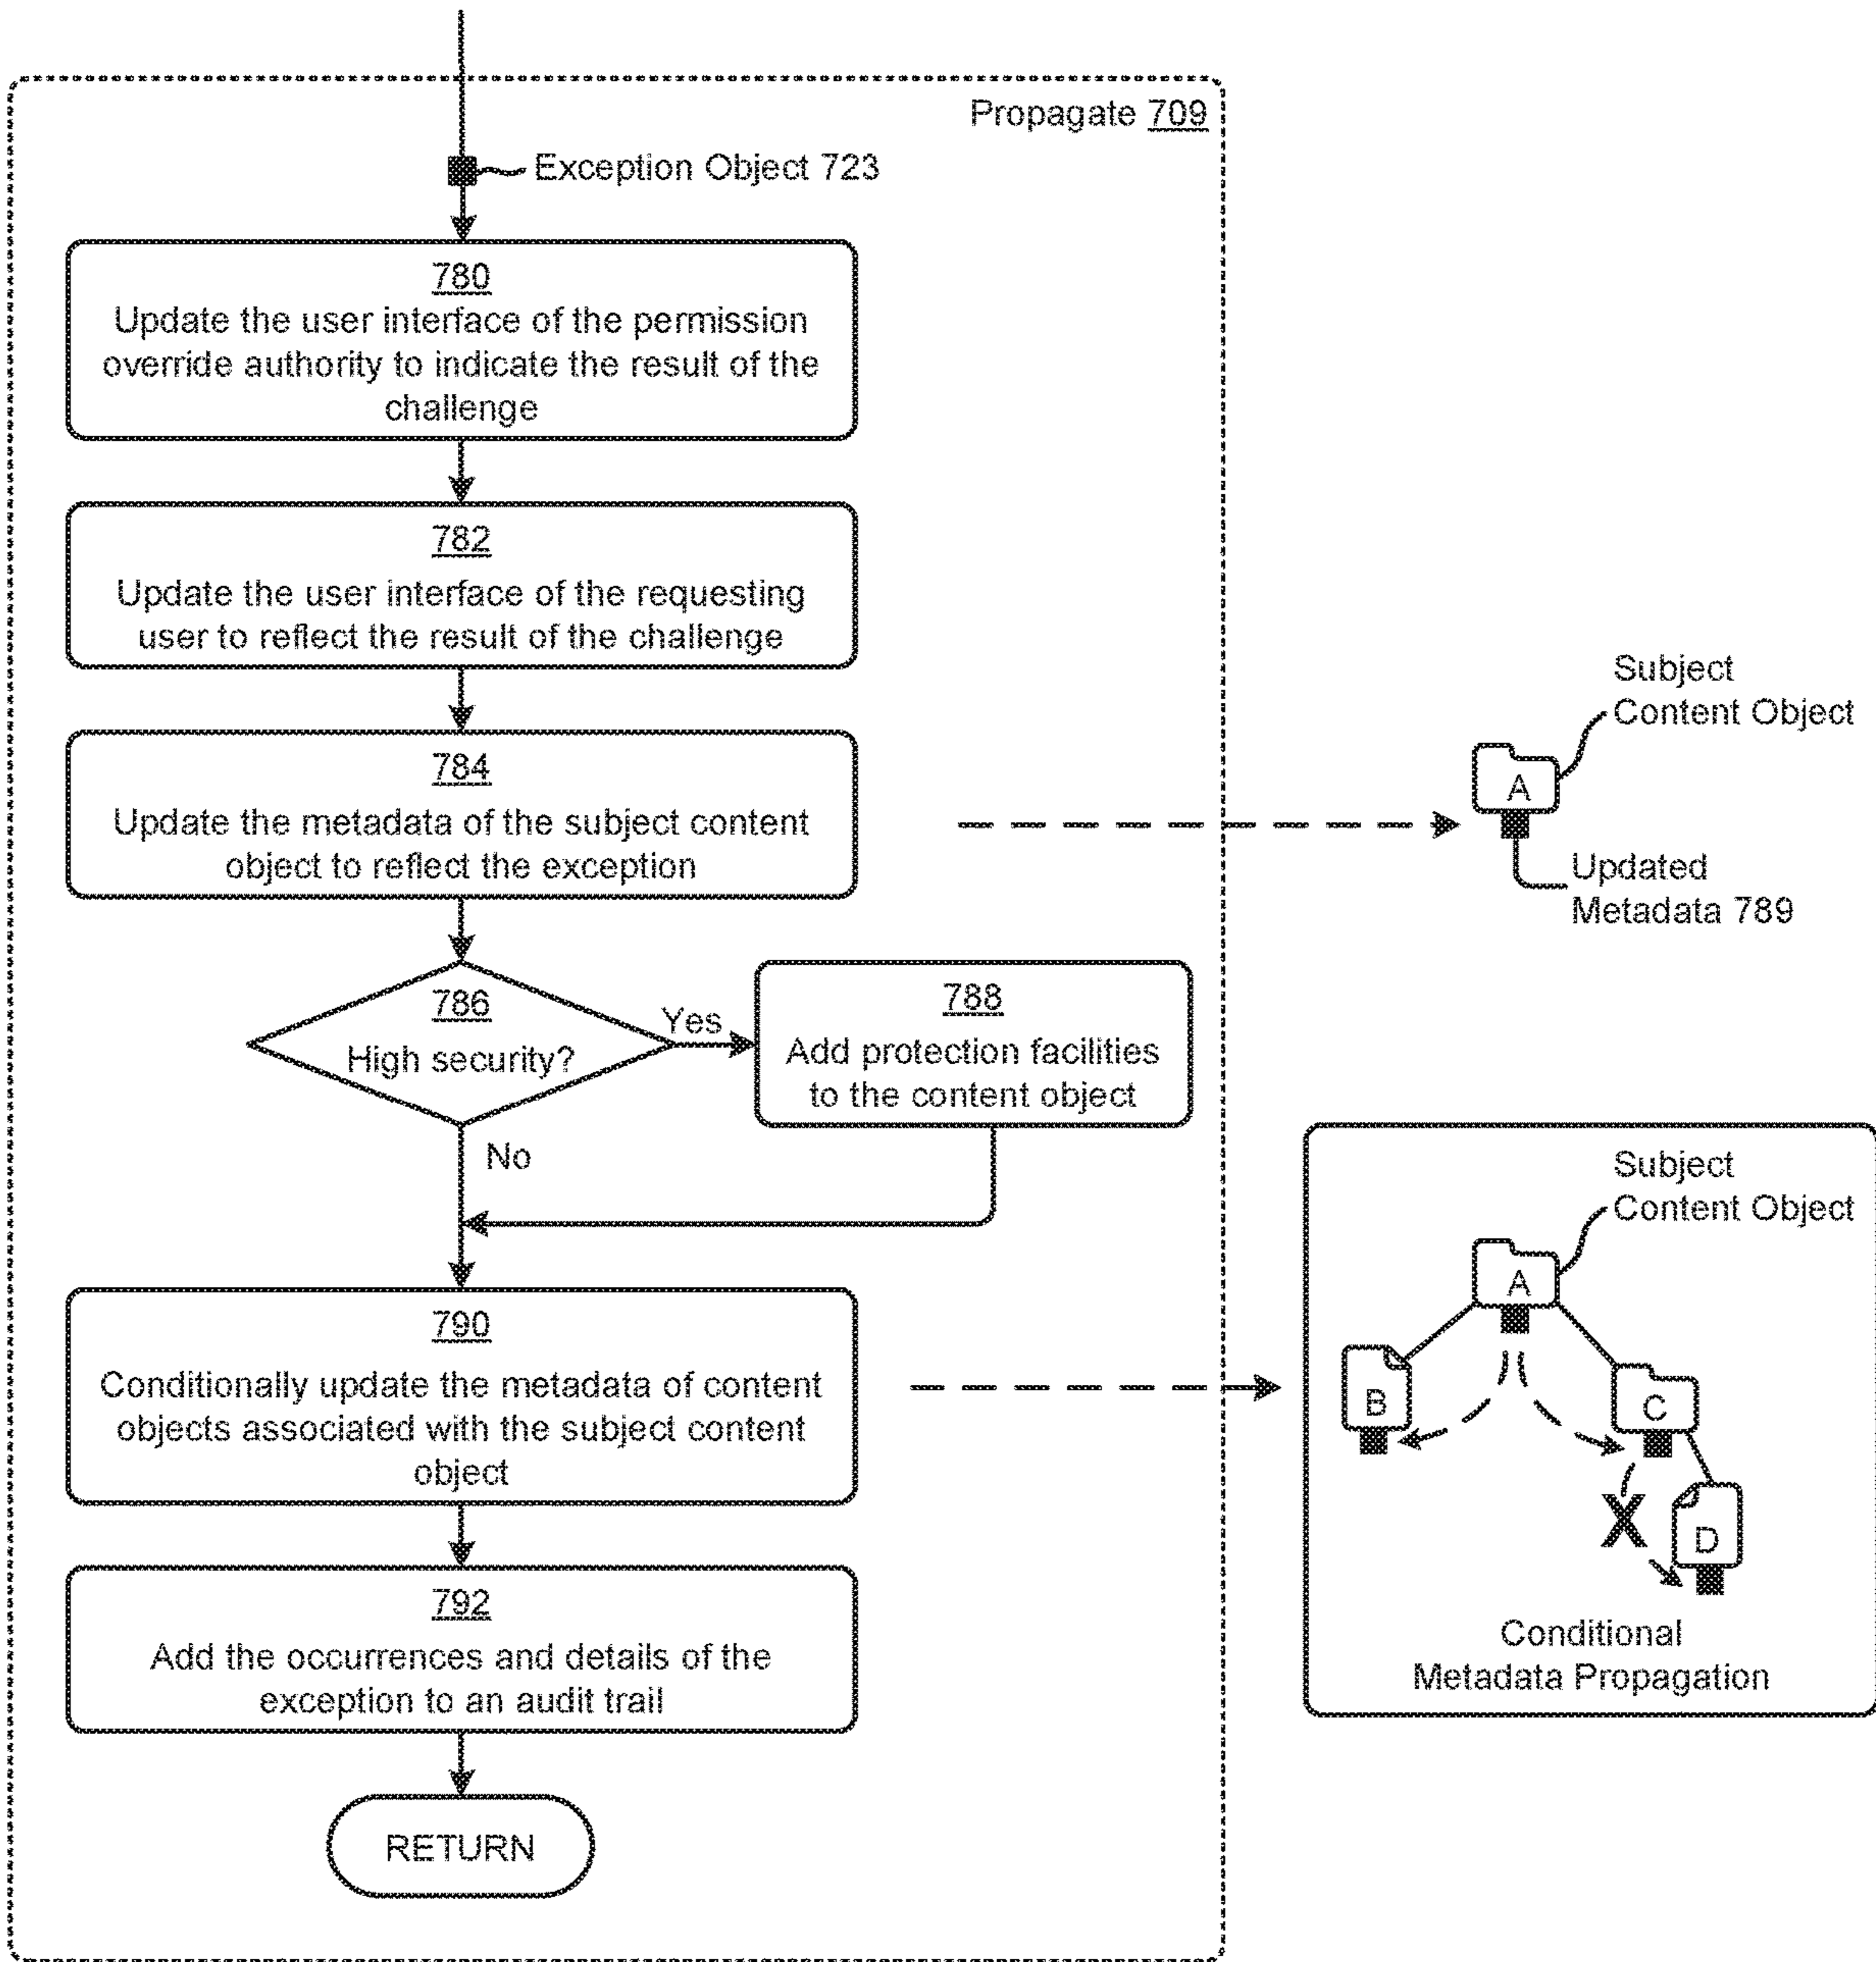 Propagate 709
Exception Object 723
780
Update the user interface of the permission
override authority to indicate the result of the
challenge
782
Update the user interface of the requesting
user to reflect the result of the challenge
784
Update the metadata of the subject content
object to reflect the exception
Subject
Content Object
A
Updated
Metadata 789
786
High security?
Yes
No
788
Add protection facilities
to the content object
790
Conditionally update the metadata of content
objects associated with the subject content
object
Subject
Content Object
A
B
C
X
D
Conditional
Metadata Propagation
792
Add the occurrences and details of the
exception to an audit trail
RETURN